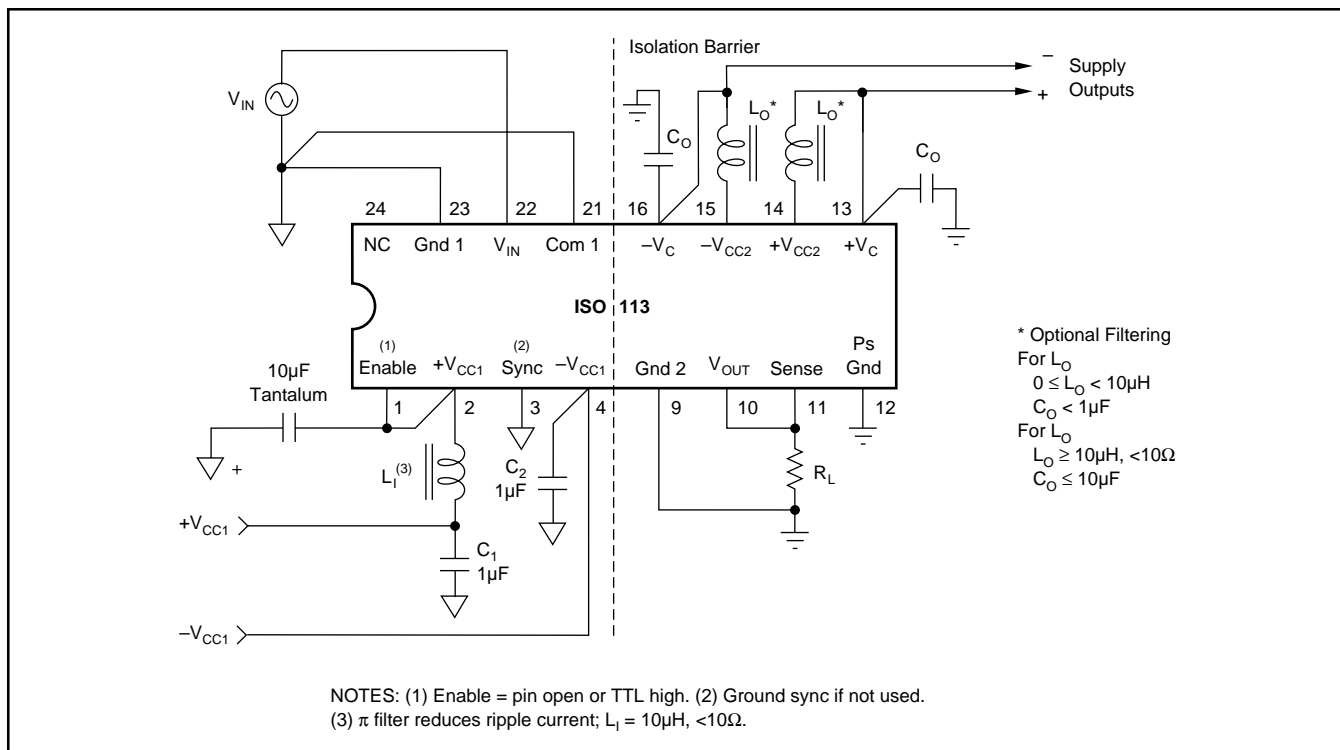 Isolation Barrier
– Supply
+ Outputs
V_IN
C_O
L_O*
L_O*
C_O
24 23 22 21 16 15 14 13
NC Gnd 1 V_IN Com 1 –V_C –V_CC2 +V_CC2 +V_C
ISO 113
(1) (2)
Enable +V_CC1 Sync –V_CC1 Gnd 2 V_OUT Sense Ps Gnd
1 2 3 4 9 10 11 12
10µF
Tantalum
+
L_I^(3)
C_2
1µF
R_L
+V_CC1
C_1
1µF
–V_CC1
* Optional Filtering
For L_O
0 ≤ L_O < 10µH
C_O < 1µF
For L_O
L_O ≥ 10µH, <10Ω
C_O ≤ 10µF
NOTES: (1) Enable = pin open or TTL high. (2) Ground sync if not used.
(3) π filter reduces ripple current; L_I = 10µH, <10Ω.